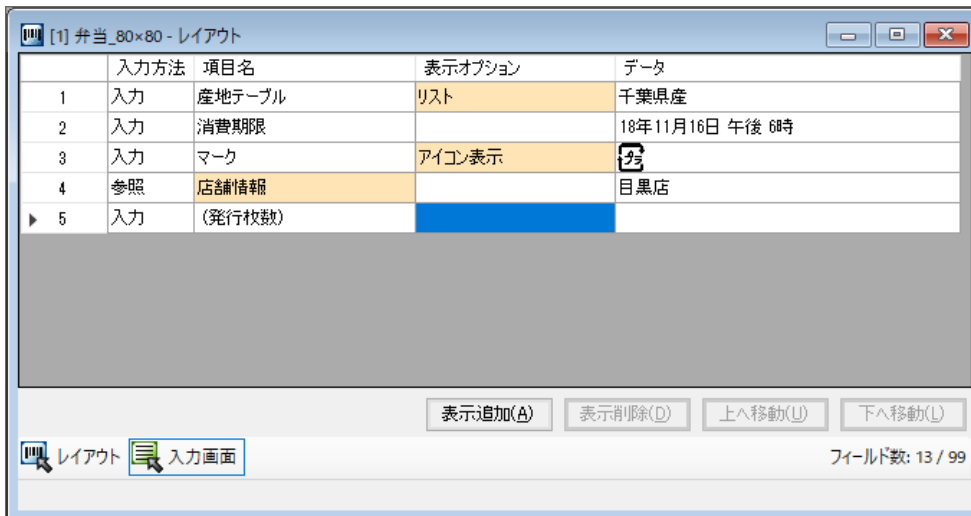 [1] 弁当_80×80 - レイアウト
入力方法 項目名 表示オプション データ
1 入力 産地テーブル リスト 千葉県産
2 入力 消費期限 18年11月16日 午後 6時
3 入力 マーク アイコン表示 プラ
4 参照 店舗情報 目黒店
5 入力 （発行枚数）
表示追加(A) 表示削除(D) 上へ移動(U) 下へ移動(L)
レイアウト 入力画面 フィールド数: 13 / 99